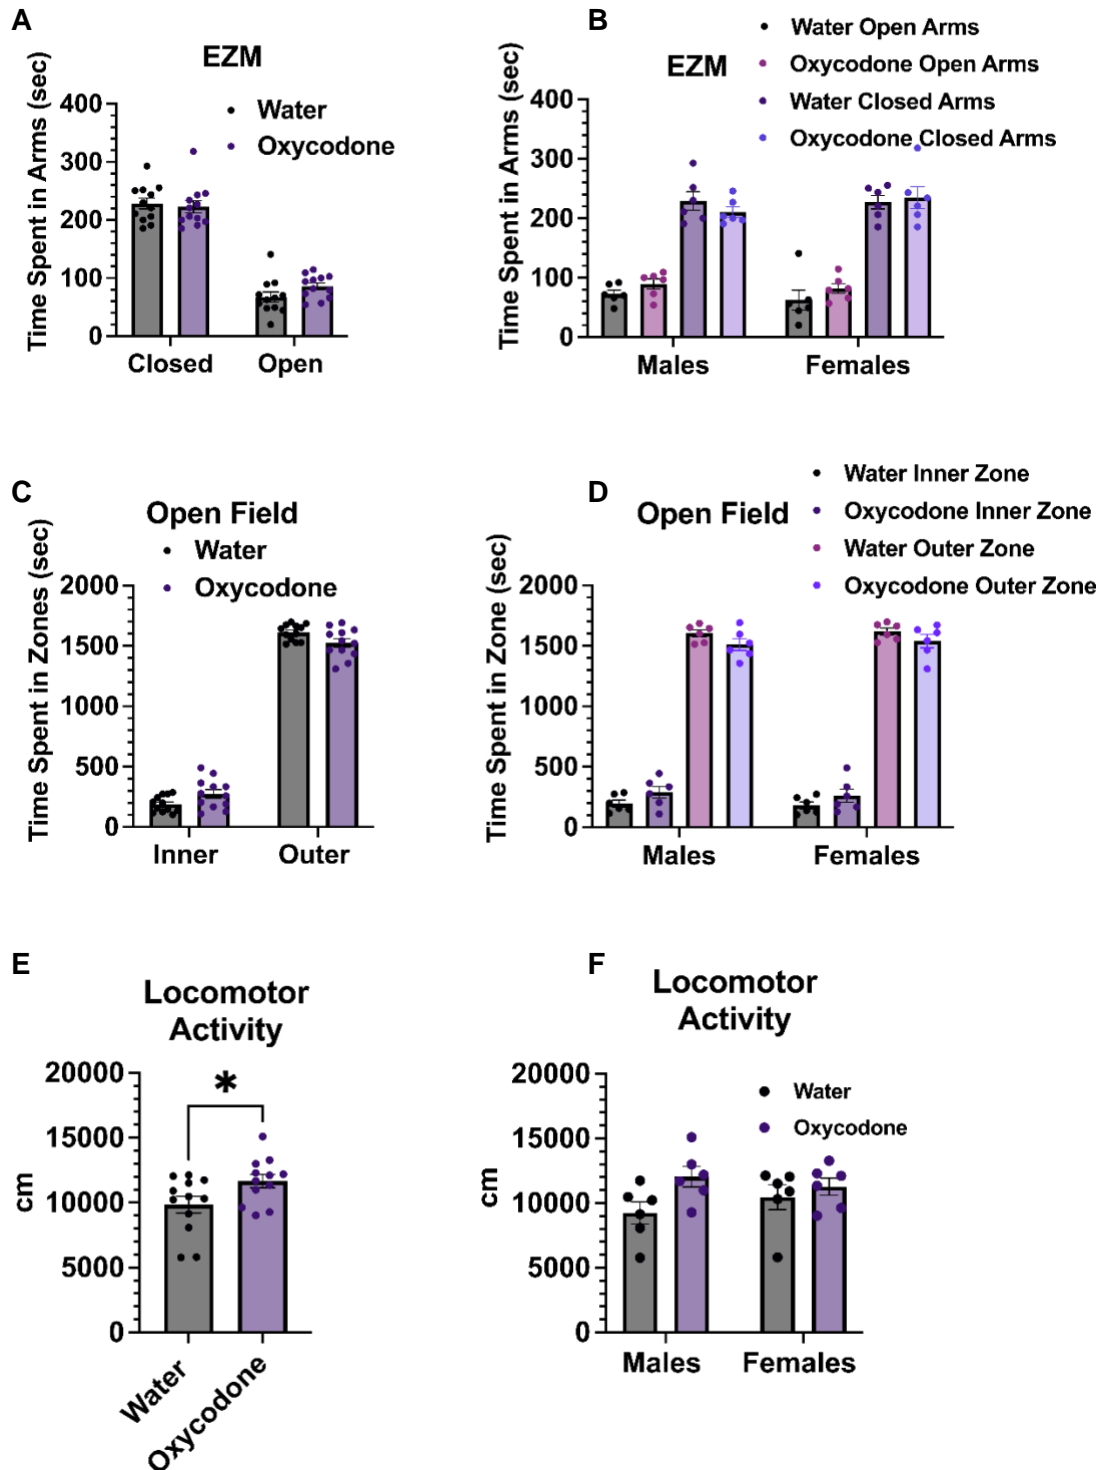 A
EZM
Water
Oxycodone
Time Spent in Arms (sec)
400
300
200
100
0
Closed
Open
B
EZM
Water Open Arms
Oxycodone Open Arms
Water Closed Arms
Oxycodone Closed Arms
Time Spent in Arms (sec)
400
300
200
100
0
Males
Females
C
Open Field
Water
Oxycodone
Time Spent in Zones (sec)
2000
1500
1000
500
0
Inner
Outer
D
Open Field
Water Inner Zone
Oxycodone Inner Zone
Water Outer Zone
Oxycodone Outer Zone
Time Spent in Zone (sec)
2000
1500
1000
500
0
Males
Females
E
Locomotor
Activity
*
cm
20000
15000
10000
5000
0
Water
Oxycodone
F
Locomotor
Activity
Water
Oxycodone
cm
20000
15000
10000
5000
0
Males
Females